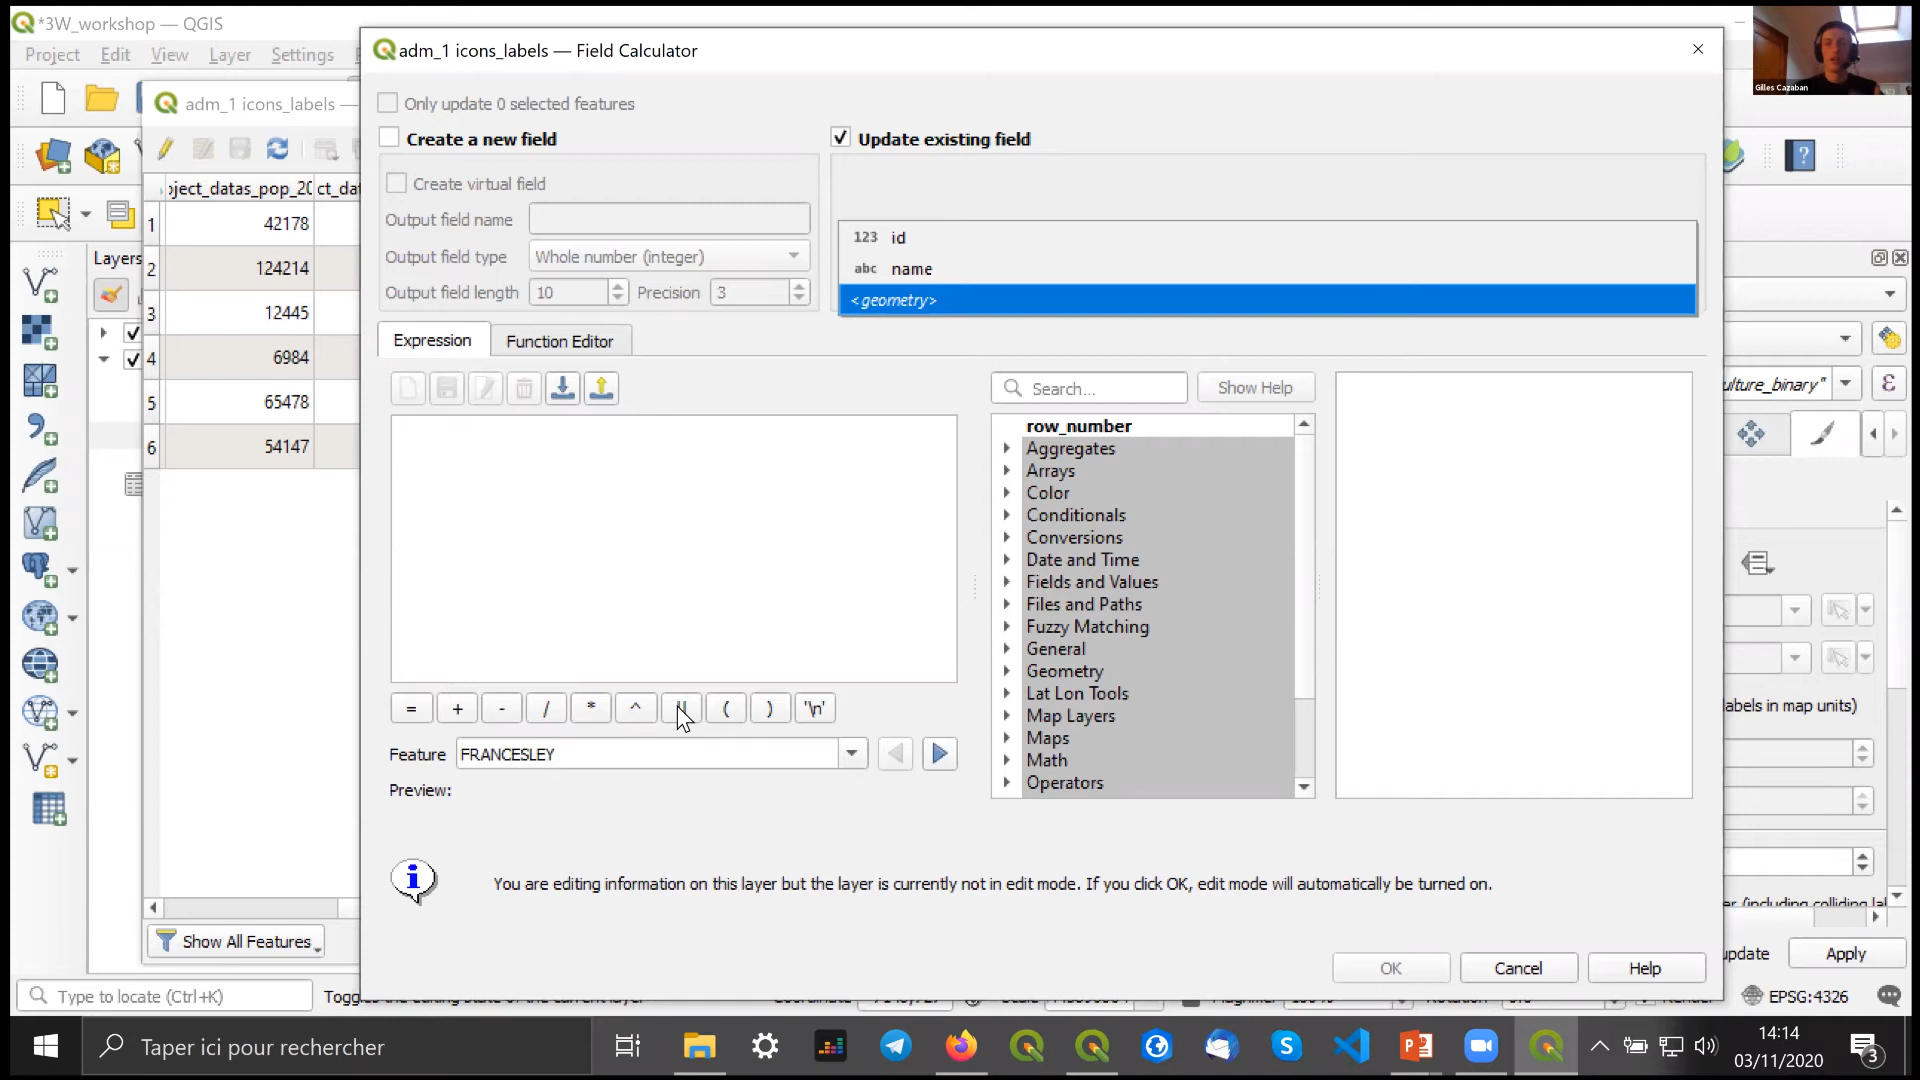 *3W_workshop — QGIS
Project Edit View Layer Settings
adm_1 icons_labels —
adm_1 icons_labels — Field Calculator
Gilles Cazaban
Only update 0 selected features
Create a new field
Update existing field
Create virtual field
Output field name
Output field type Whole number (integer)
Output field length 10 Precision 3
123 id
abc name
<geometry>
Expression Function Editor
Search... Show Help
row_number
Aggregates
Arrays
Color
Conditionals
Conversions
Date and Time
Fields and Values
Files and Paths
Fuzzy Matching
General
Geometry
Lat Lon Tools
Map Layers
Maps
Math
Operators
= + - / * ^ || ( ) '\n'
Feature FRANCESLEY
Preview:
You are editing information on this layer but the layer is currently not in edit mode. If you click OK, edit mode will automatically be turned on.
OK Cancel Help
oject_datas_pop_20 ct_dat
1 42178
2 124214
3 12445
4 6984
5 65478
6 54147
Layers
Show All Features
ulture_binary"
abels in map units)
update Apply
Type to locate (Ctrl+K)
EPSG:4326
Taper ici pour rechercher
14:14
03/11/2020
3